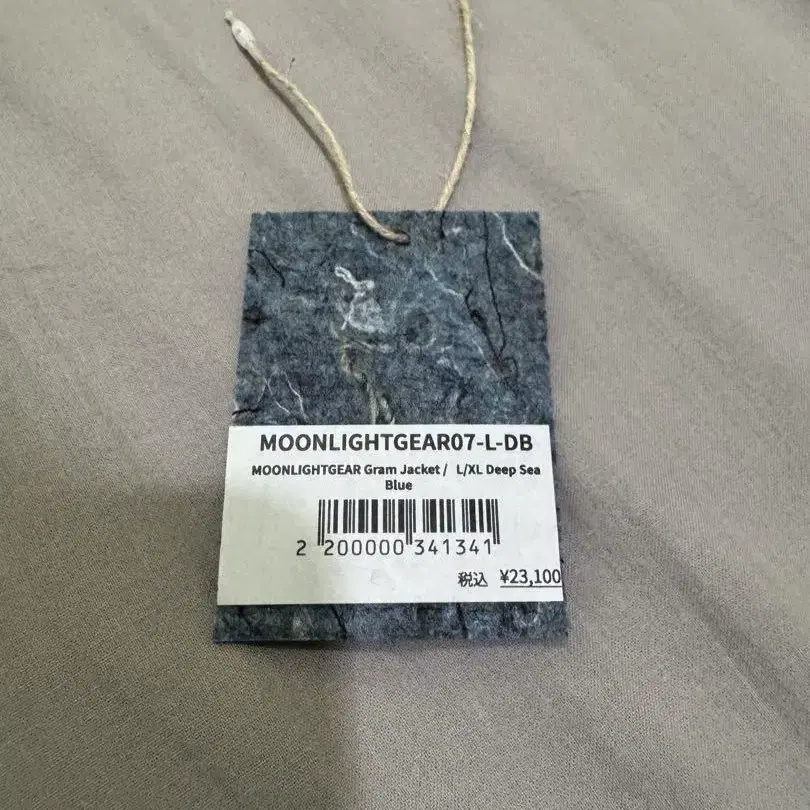 MOONLIGHTGEAR07-L-DB
MOONLIGHTGEAR Gram Jacket / L/XL Deep Sea
Blue
2 200000 341341
税込 ¥23,100